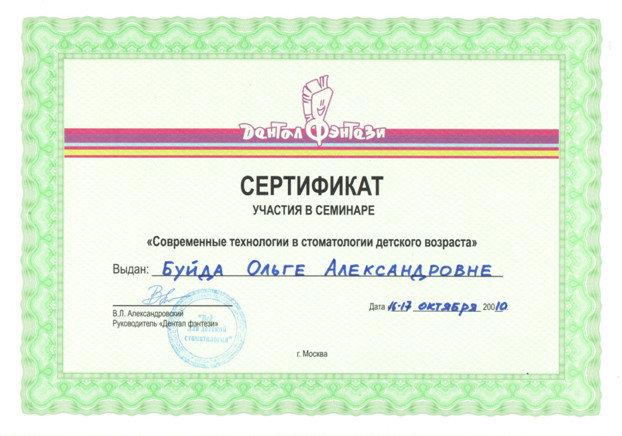 Дентал Фэнтези
СЕРТИФИКАТ
УЧАСТИЯ В СЕМИНАРЕ
«Современные технологии в стоматологии детского возраста»
Выдан: Буйда Ольге Александровне
В.Л. Александровский
Руководитель «Дентал фэнтези»
Дата 16-17 октября 20010
г. Москва